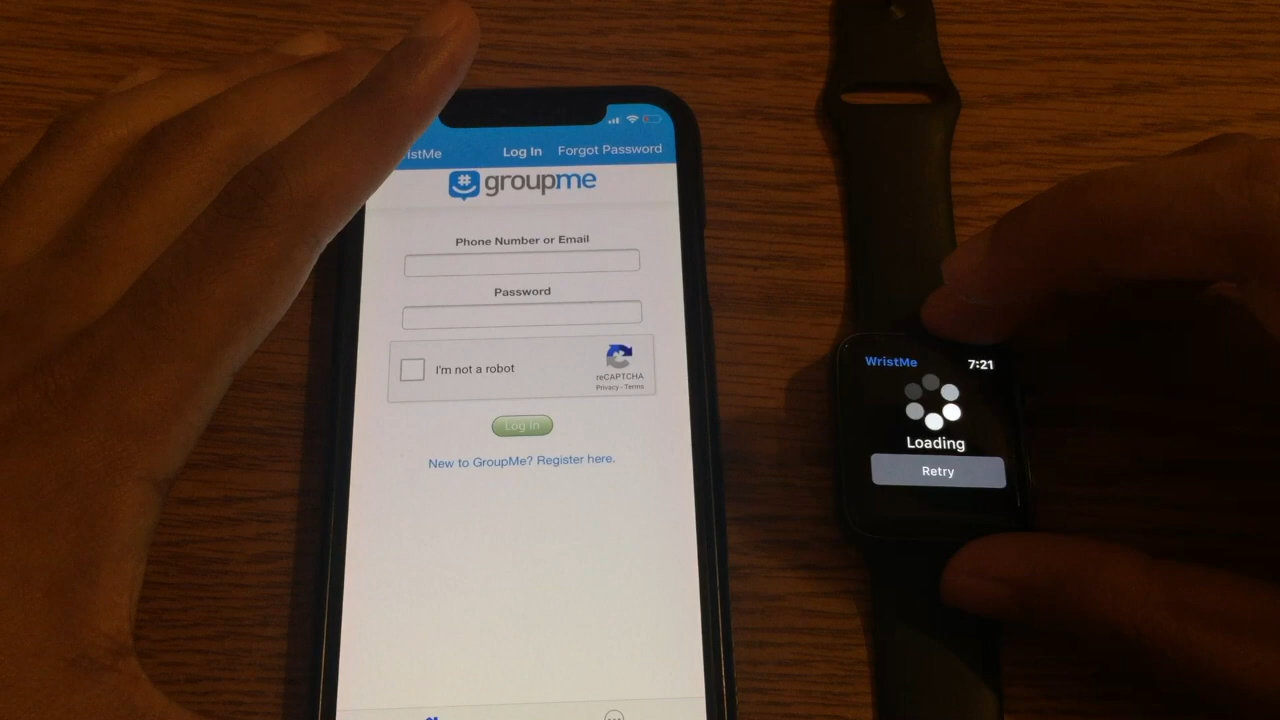 istMe Log In Forgot Password
groupme
Phone Number or Email
Password
I'm not a robot
reCAPTCHA
Privacy - Terms
Log in
New to GroupMe? Register here.
WristMe 7:21
Loading
Retry